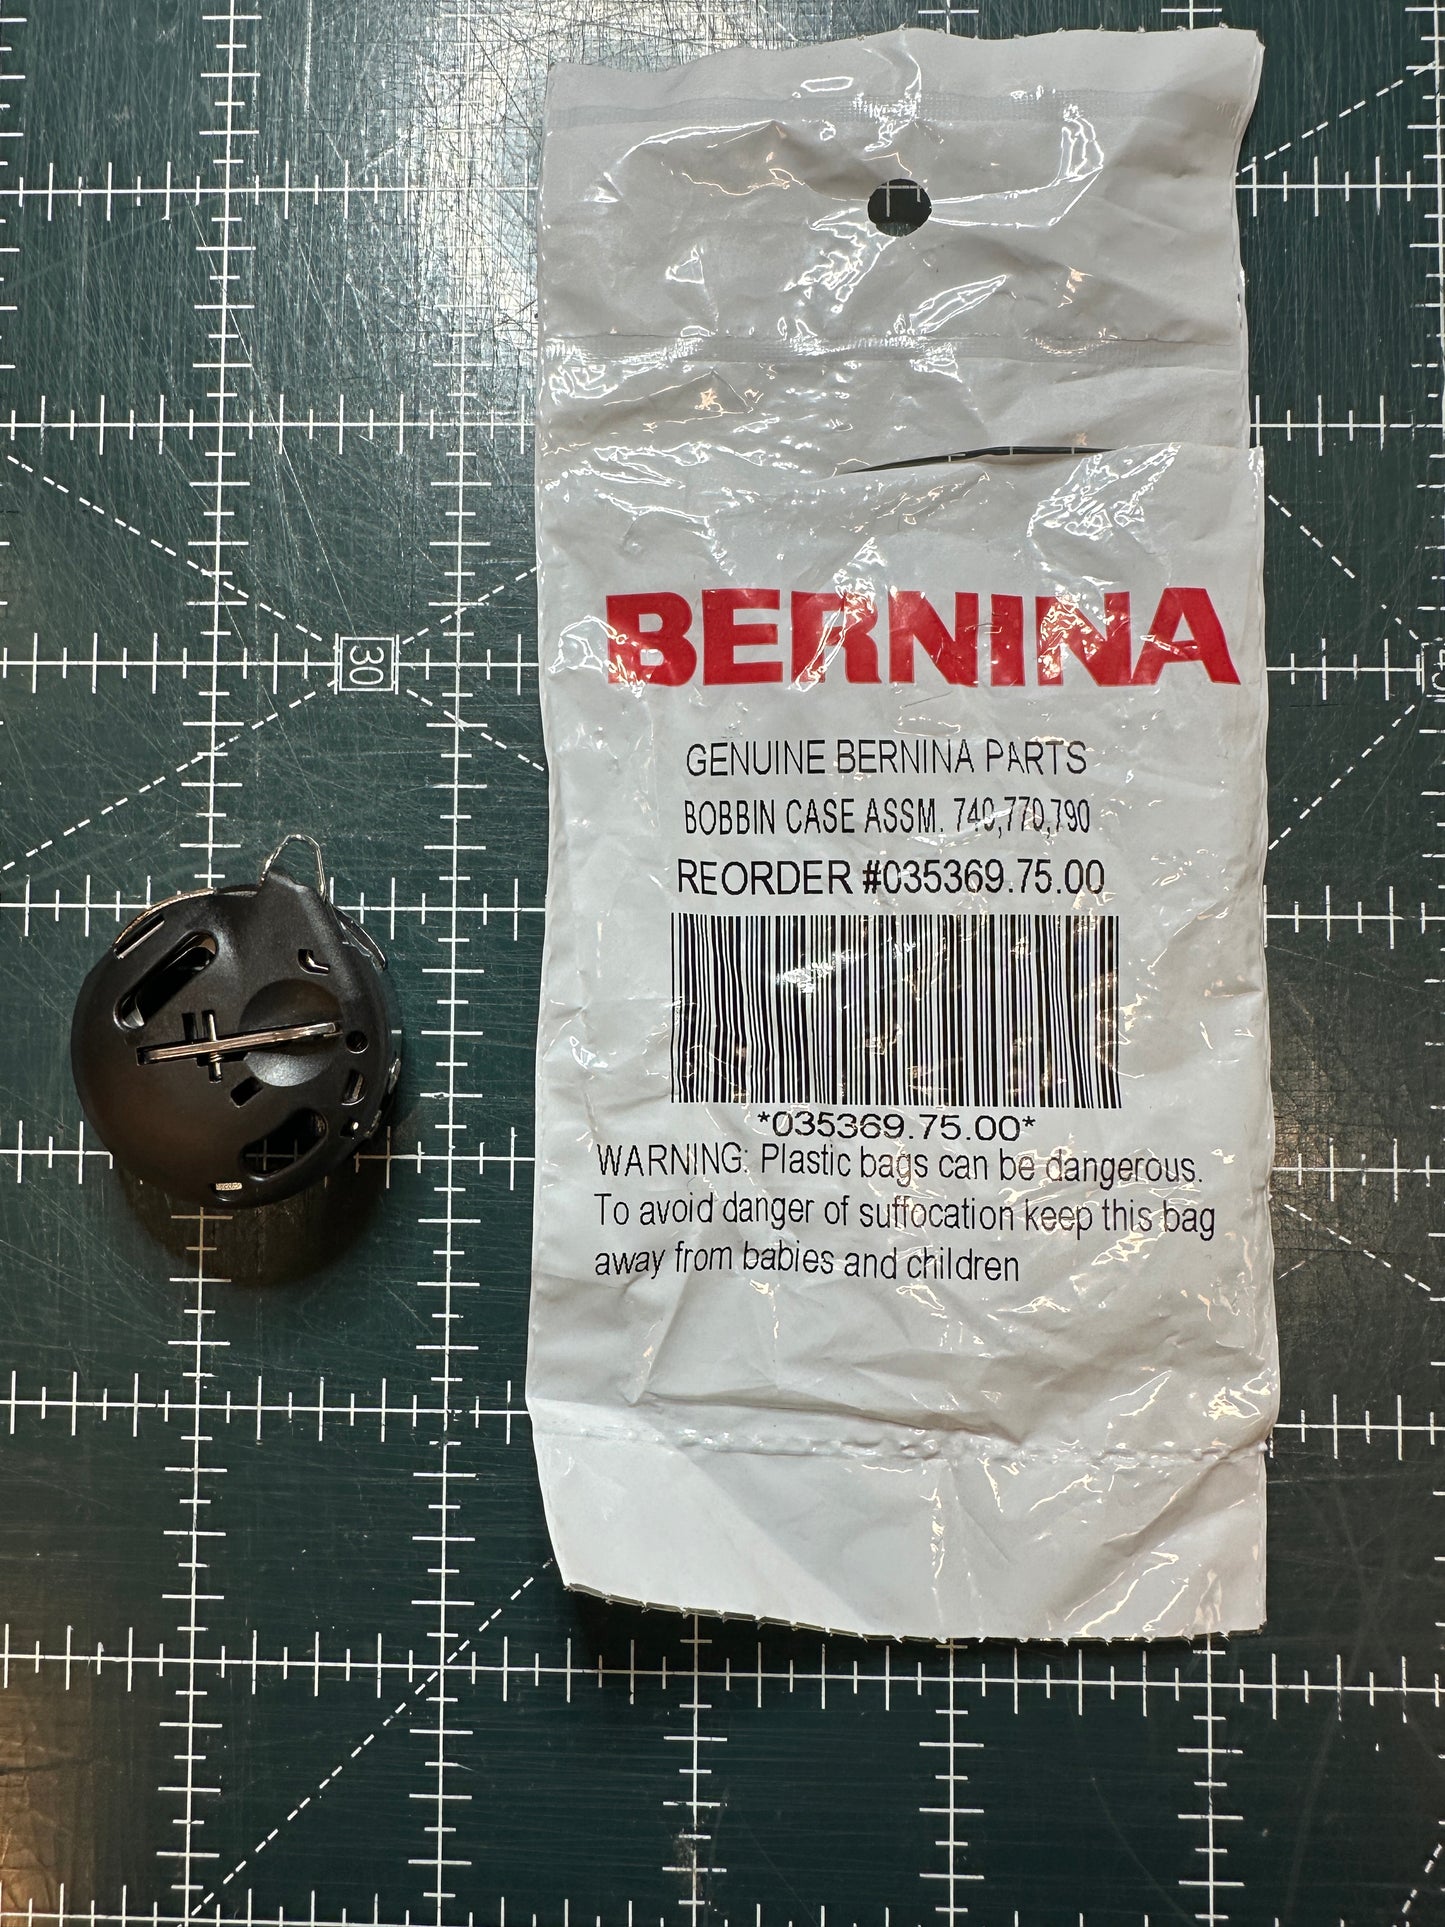 BERNINA
GENUINE BERNINA PARTS
BOBBIN CASE ASSM. 740,770,790
REORDER #035369.75.00
*035369.75.00*
WARNING: Plastic bags can be dangerous.
To avoid danger of suffocation keep this bag
away from babies and children
30